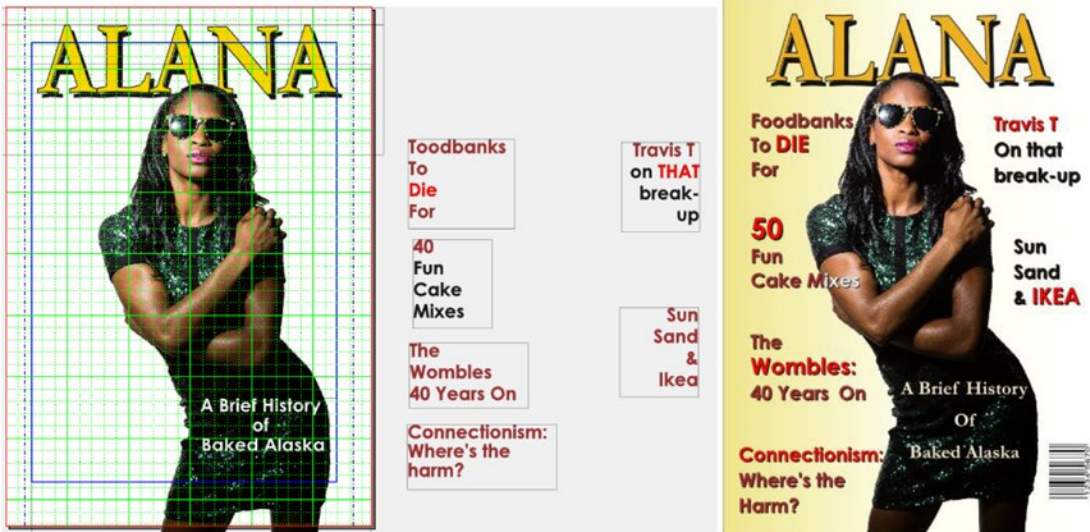 ALANA
A Brief History
of
Baked Alaska
Toodbanks
To
Die
For
40
Fun
Cake
Mixes
The
Wombles
40 Years On
Connectionism:
Where's the
harm?
Travis T
on THAT
break-
up
Sun
Sand
&
Ikea
ALANA
Foodbanks
To DIE
For
50
Fun
Cake Mixes
The
Wombles:
40 Years On
Connectionism:
Where's the
Harm?
Travis T
On that
break-up
Sun
Sand
& IKEA
A Brief History
Of
Baked Alaska